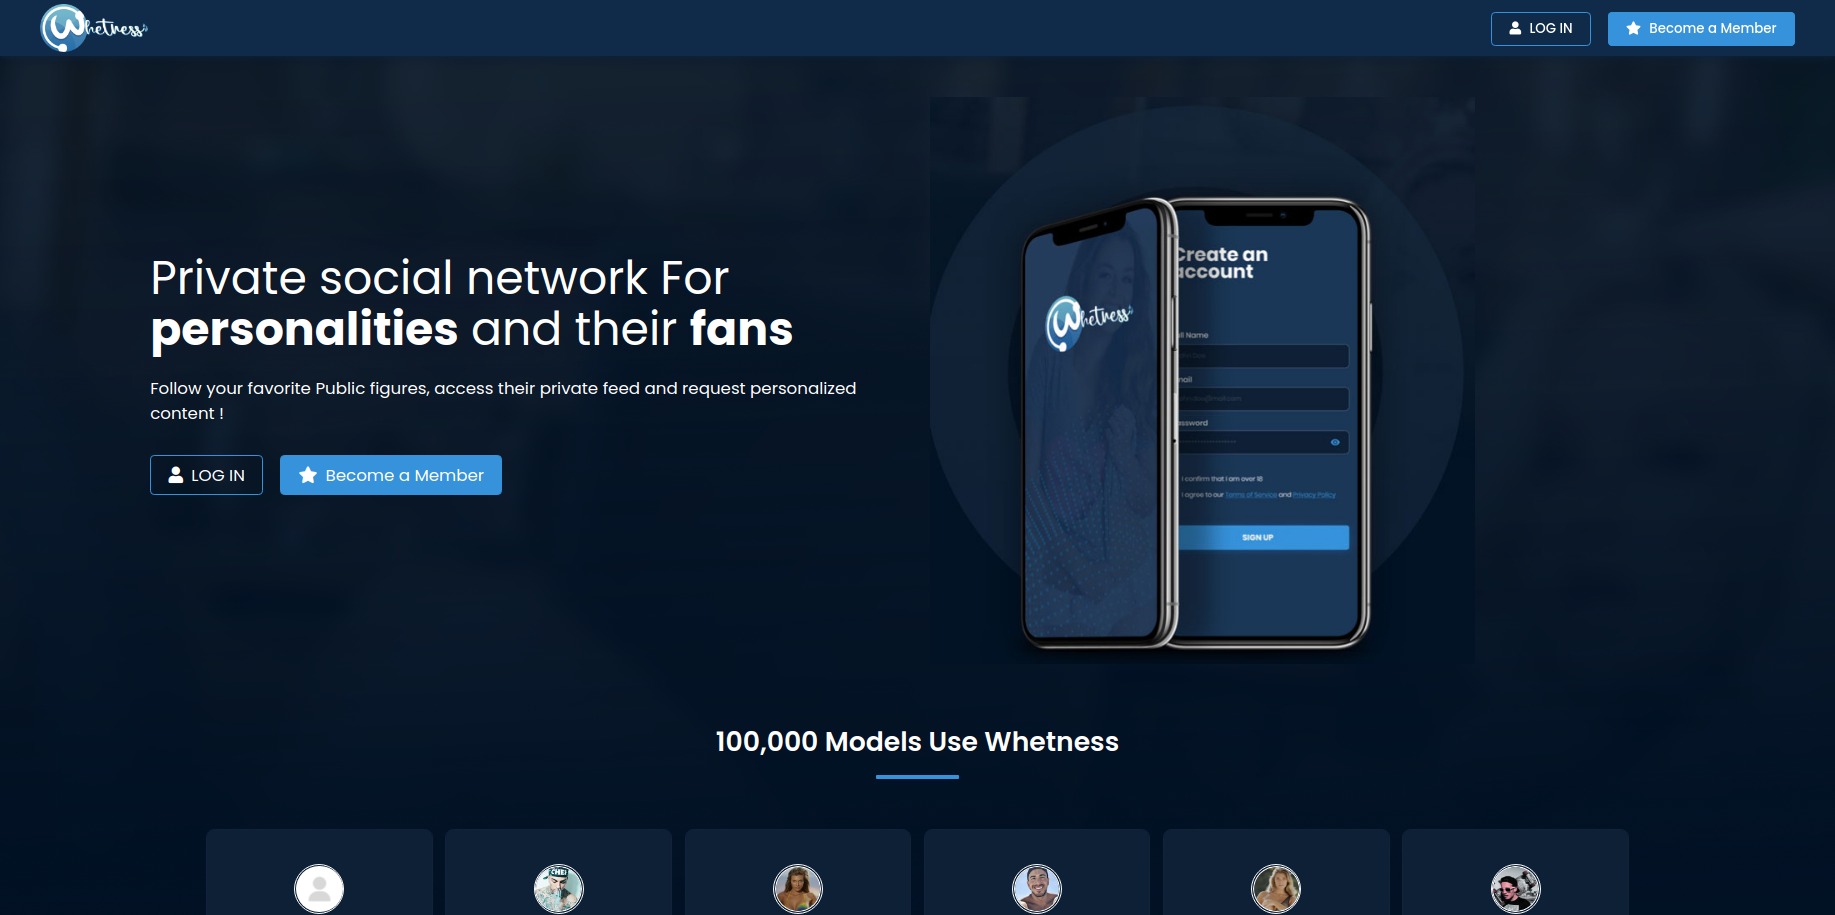 Whetness
LOG IN
Become a Member
Private social network For
personalities and their fans
Follow your favorite Public figures, access their private feed and request personalized
content !
LOG IN
Become a Member
Whetness
Create an
account
Name
Password
I confirm that I am over 18
I agree to our Terms of Service and Privacy Policy
SIGN UP
100,000 Models Use Whetness